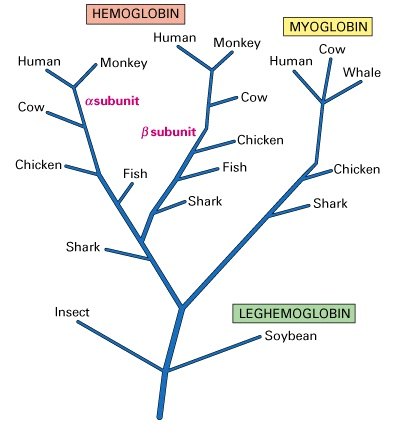 HEMOGLOBIN
MYOGLOBIN
Human
Monkey
Human
Monkey
Cow
Human
Whale
α subunit
Cow
Cow
β subunit
Chicken
Chicken
Fish
Fish
Chicken
Shark
Shark
Shark
LEGHEMOGLOBIN
Insect
Soybean